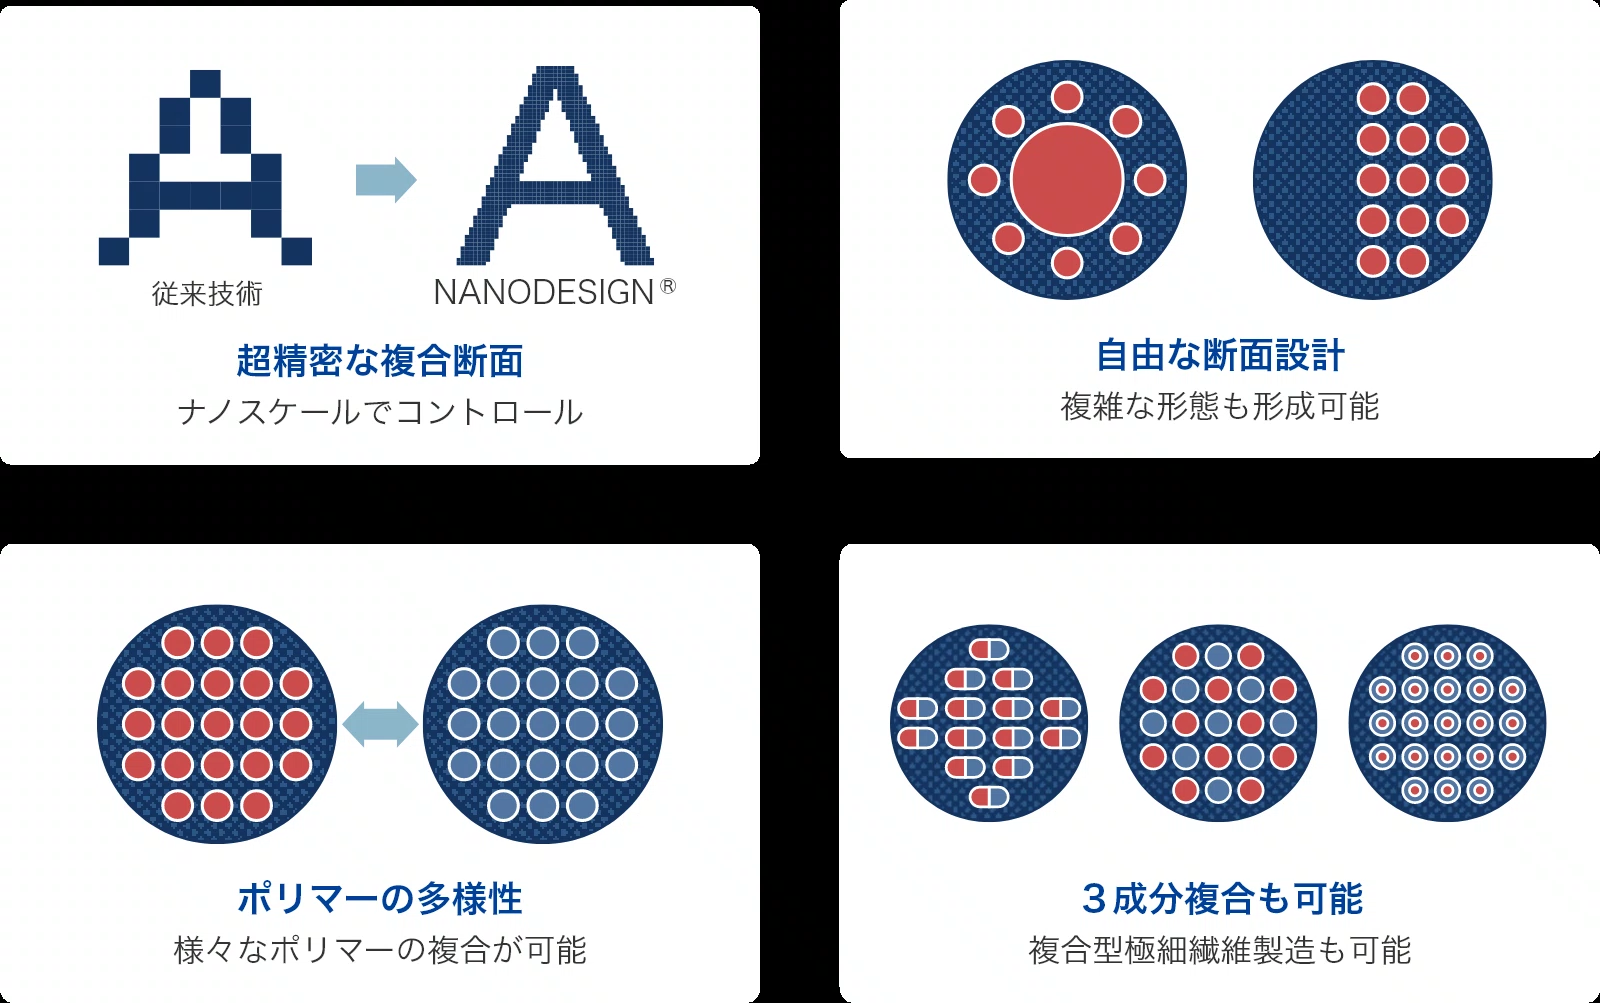 従来技術
NANODESIGN®
超精密な複合断面
ナノスケールでコントロール
自由な断面設計
複雑な形態も形成可能
ポリマーの多様性
様々なポリマーの複合が可能
３成分複合も可能
複合型極細繊維製造も可能